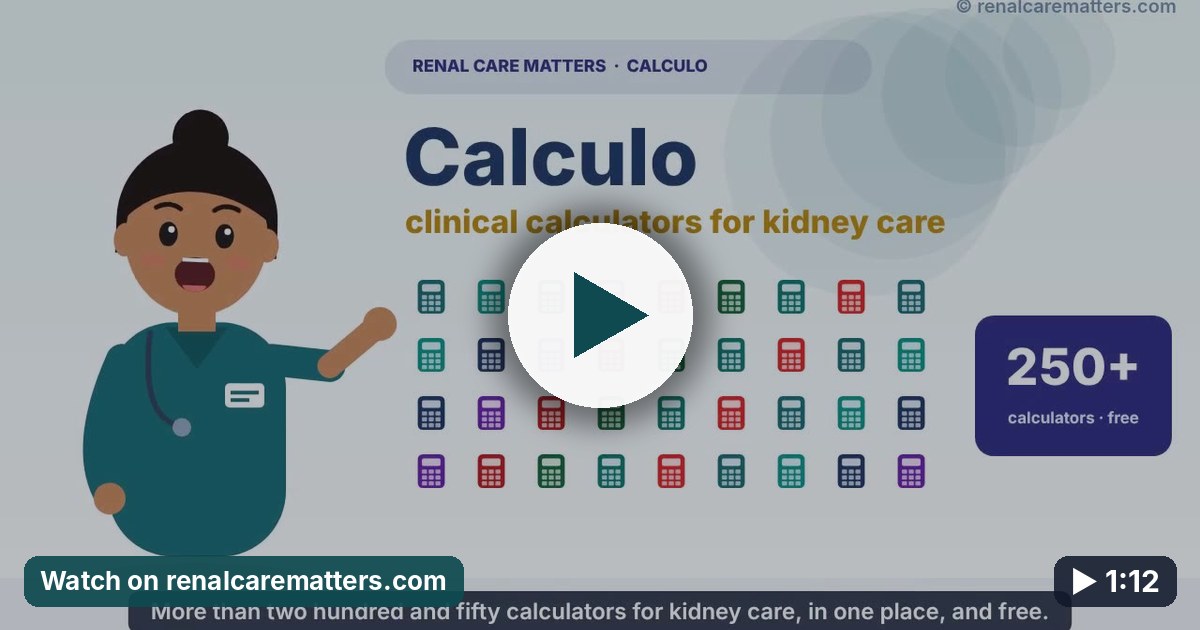 © renalcarematters.com
RENAL CARE MATTERS · CALCULO
Calculo
clinical calculators for kidney care
250+
calculators · free
Watch on renalcarematters.com
1:12
More than two hundred and fifty calculators for kidney care, in one place, and free.